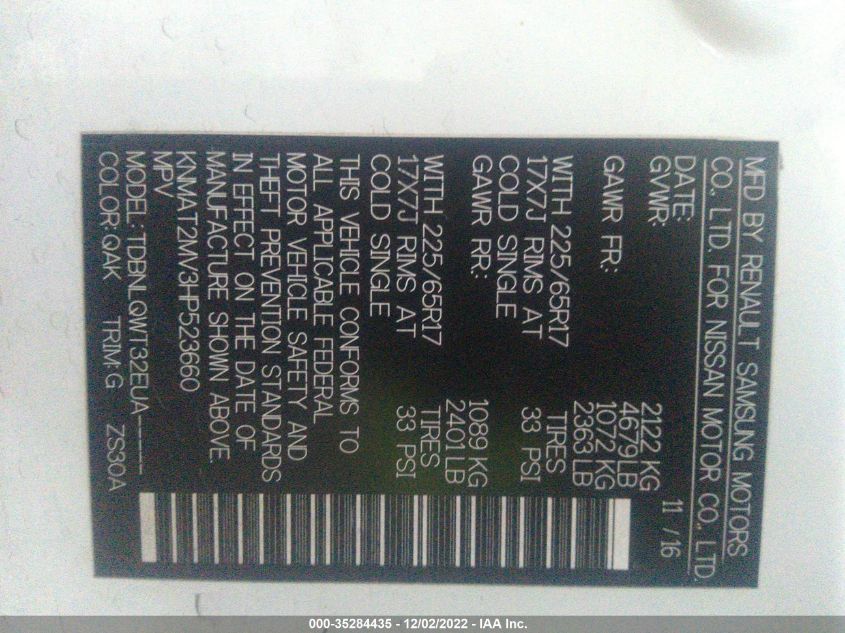 MFD BY RENAULT SAMSUNG MOTORS
CO., LTD. FOR NISSAN MOTOR CO., LTD.
DATE: 11 /16
GVWR: 2122 KG
4679 LB
GAWR FR: 1072 KG
2363 LB
WITH 225/65R17 TIRES
17X7J RIMS AT 33 PSI
COLD SINGLE
GAWR RR: 1089 KG
2401 LB
WITH 225/65R17 TIRES
17X7J RIMS AT 33 PSI
COLD SINGLE
THIS VEHICLE CONFORMS TO
ALL APPLICABLE FEDERAL
MOTOR VEHICLE SAFETY AND
THEFT PREVENTION STANDARDS
IN EFFECT ON THE DATE OF
MANUFACTURE SHOWN ABOVE.
KNMAT2MV3HP523660
MPV
MODEL: TDBNLQWT32EUA-----
COLOR: QAK TRIM: G ZS30A
000-35284435 - 12/02/2022 - IAA Inc.